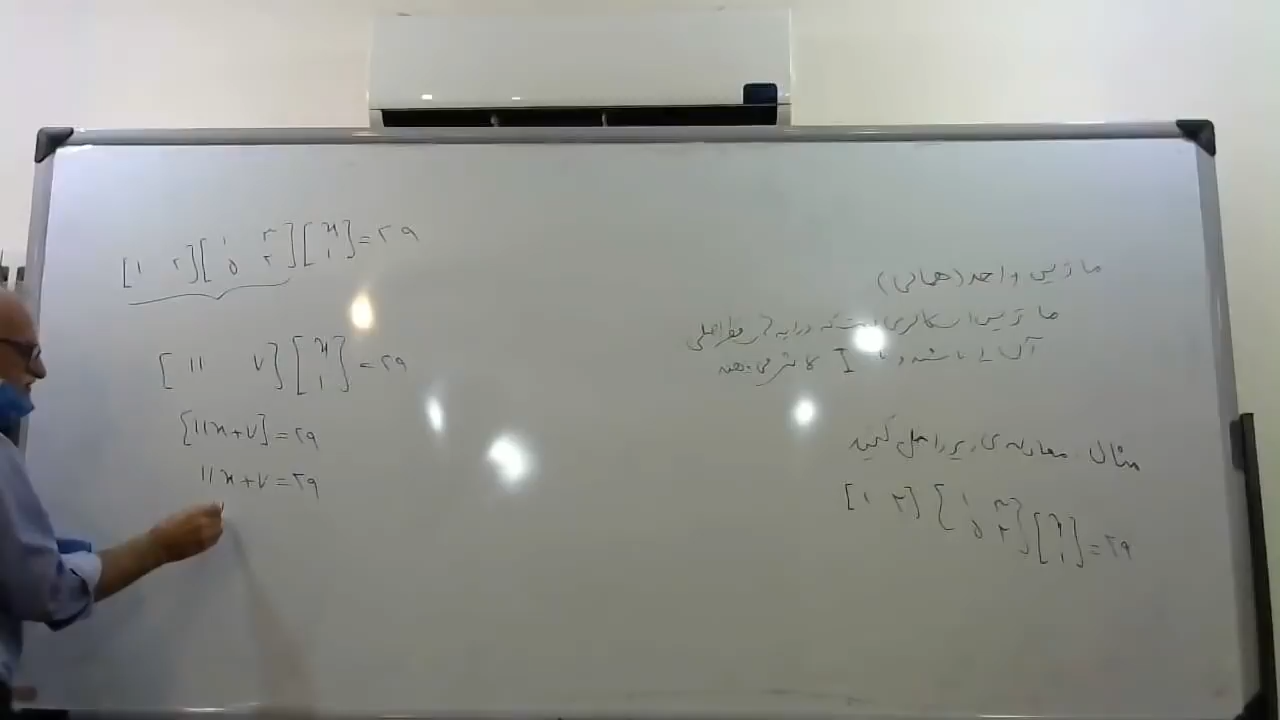 ماتریس واحد (همانی)
ماتریس اسکالری است که درایه‌های قطر اصلی
آن 1 باشد و با I نمایش می‌دهند
مثال معادله‌ی زیر را حل کنید
[۱ ۲] [۱ ۳
۵ ۲] [x
۱] = ۲۹
[۱ ۲] [۱ ۳
۵ ۲] [x
۱] = ۲۹
[۱۱ ۷] [x
۱] = ۲۹
[۱۱x+۷] = ۲۹
۱۱x+۷ = ۲۹